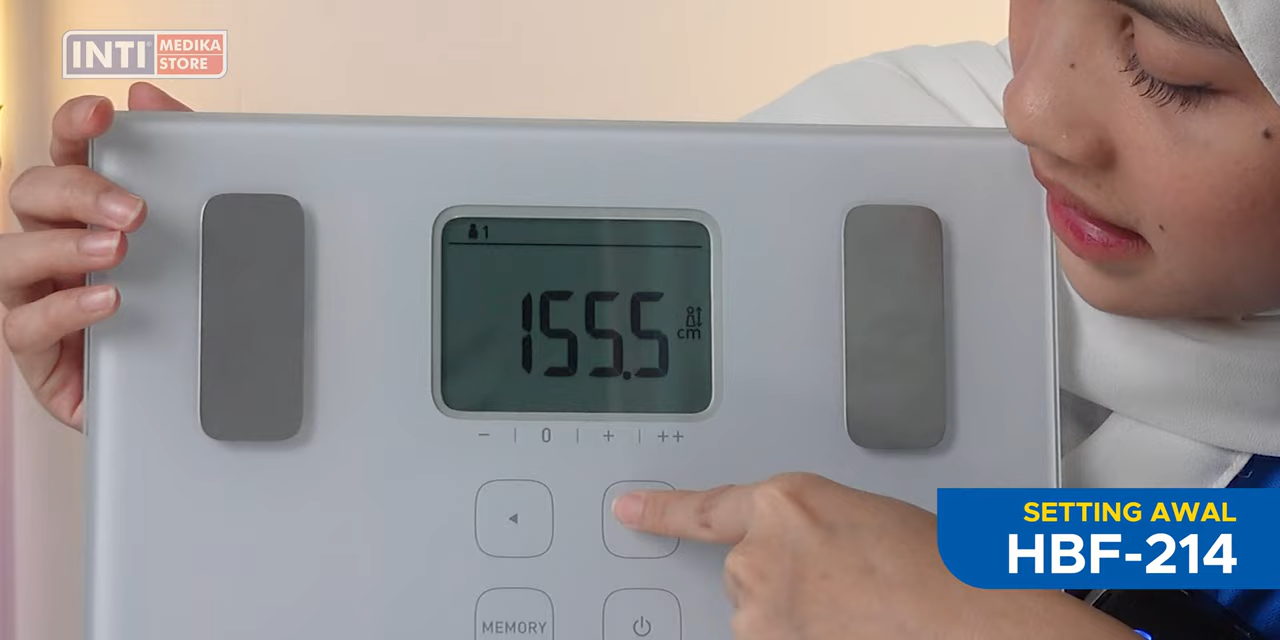 INTI® MEDIKA STORE
1
155.5 cm
− | 0 | + | ++
◄
MEMORY
SETTING AWAL
HBF-214